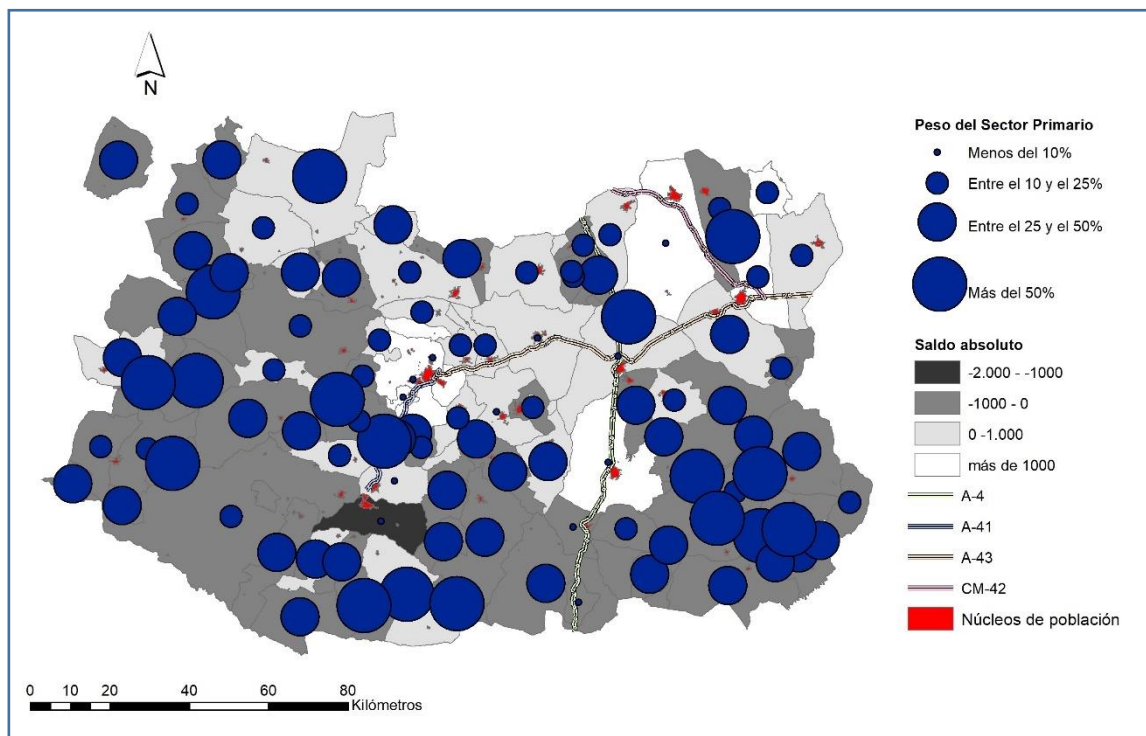 N
Peso del Sector Primario
Menos del 10%
Entre el 10 y el 25%
Entre el 25 y el 50%
Más del 50%
Saldo absoluto
-2.000 - -1000
-1000 - 0
0 -1.000
más de 1000
A-4
A-41
A-43
CM-42
Núcleos de población
0 10 20 40 60 80
Kilómetros